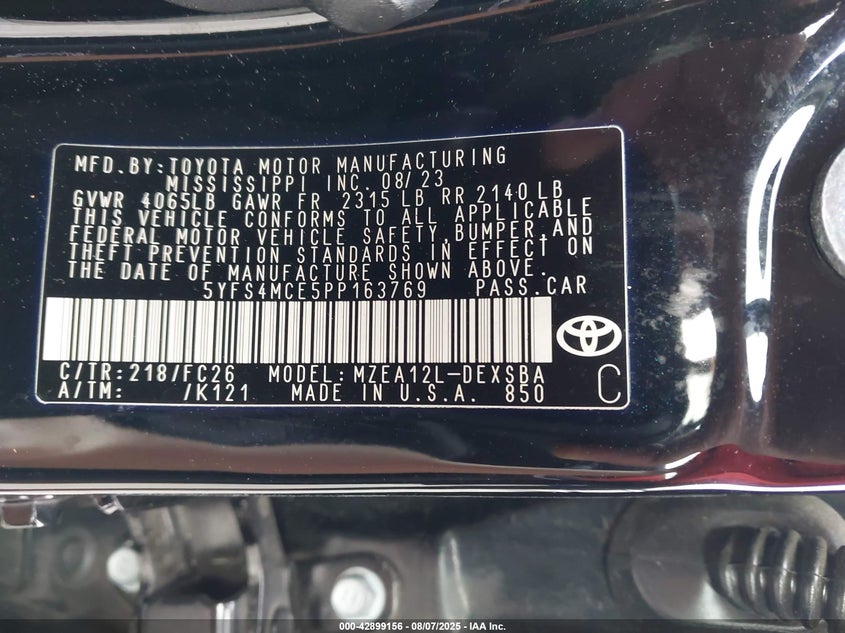 MFD.BY:TOYOTA MOTOR MANUFACTURING
MISSISSIPPI INC. 08/23
GVWR 4065LB GAWR FR 2315 LB RR 2140 LB
THIS VEHICLE CONFORMS TO ALL APPLICABLE
FEDERAL MOTOR VEHICLE SAFETY,BUMPER,AND
THEFT PREVENTION STANDARDS IN EFFECT ON
THE DATE OF MANUFACTURE SHOWN ABOVE.
5YFS4MCE5PP163769 PASS.CAR
C/TR:218/FC26 MODEL:MZEA12L-DEXSBA
A/TM: /K121 MADE IN U.S.A. 850
C
000-42899156 - 08/07/2025 - IAA Inc.